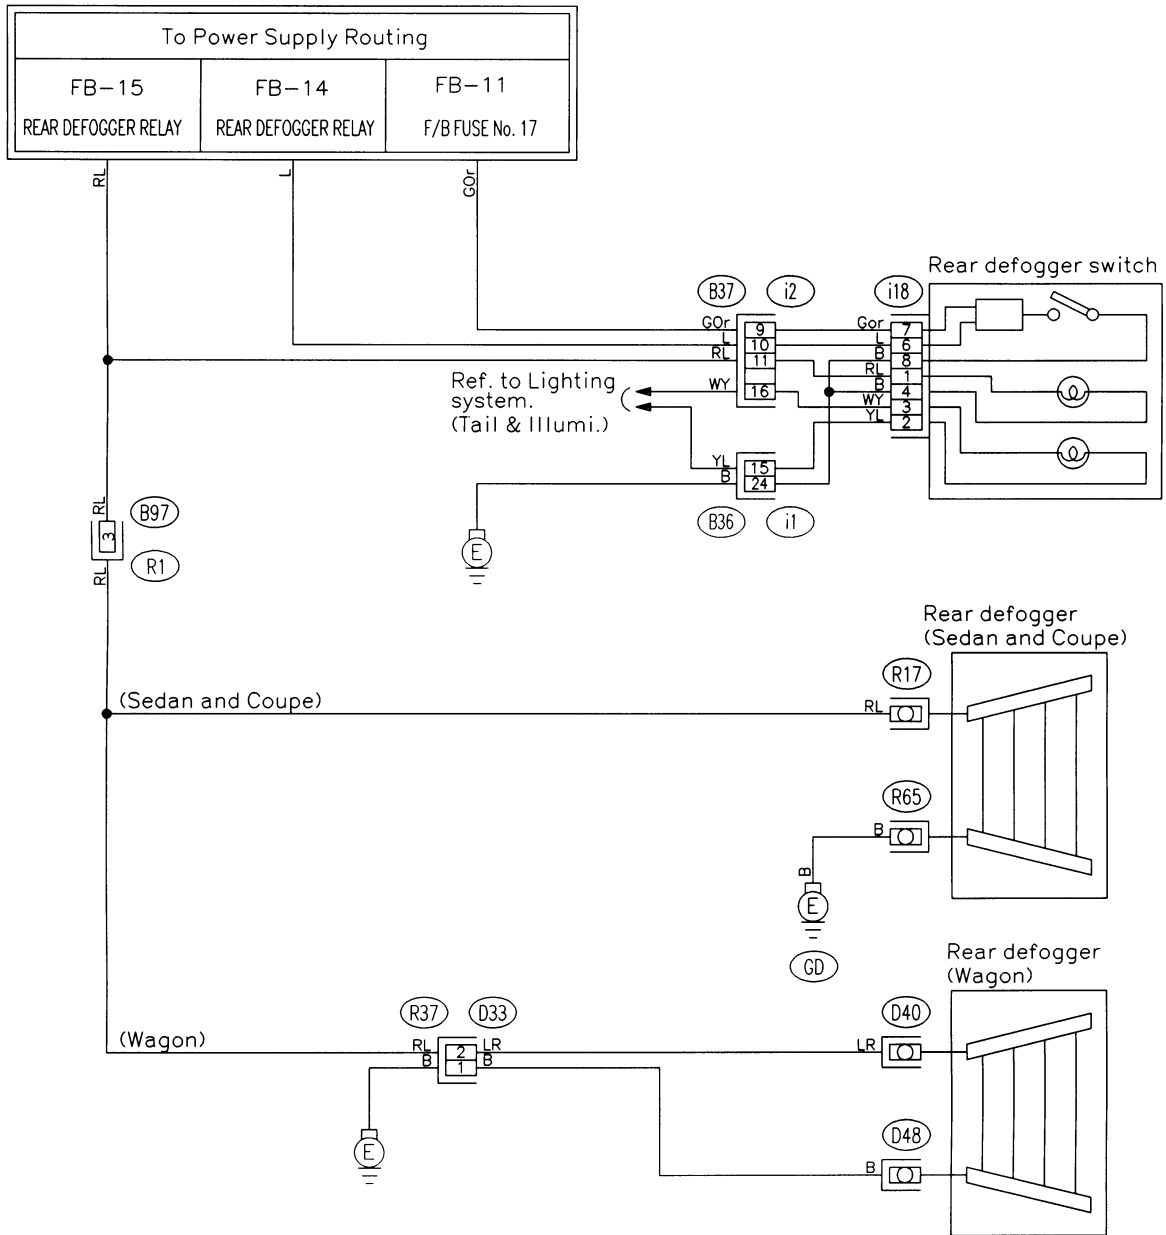 To Power Supply Routing
FB-15
REAR DEFOGGER RELAY
FB-14
REAR DEFOGGER RELAY
FB-11
F/B FUSE No. 17
RL
L
GOr
Rear defogger switch
B37
i2
i18
GOr
9
Gor
7
L
10
L
6
RL
11
B
8
RL
1
Ref. to Lighting
system.
(Tail & Illumi.)
WY
16
B
4
WY
3
YL
2
YL
15
B
24
B36
i1
E
RL
B97
3
R1
RL
Rear defogger
(Sedan and Coupe)
(Sedan and Coupe)
R17
RL
R65
B
B
E
GD
Rear defogger
(Wagon)
(Wagon)
R37
D33
D40
RL
2
LR
LR
B
1
B
E
D48
B